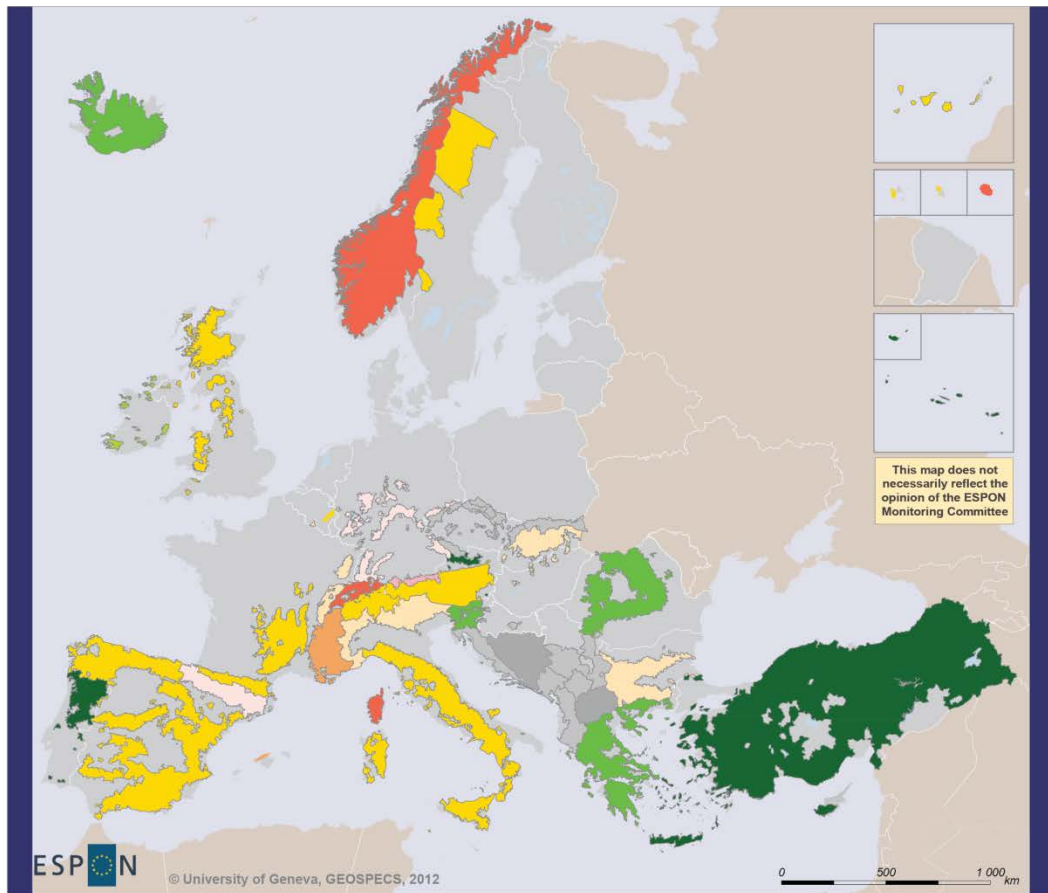 This map does not
necessarily reflect the
opinion of the ESPON
Monitoring Committee
ESPON
© University of Geneva, GEOSPECS, 2012
0 500 1 000
km